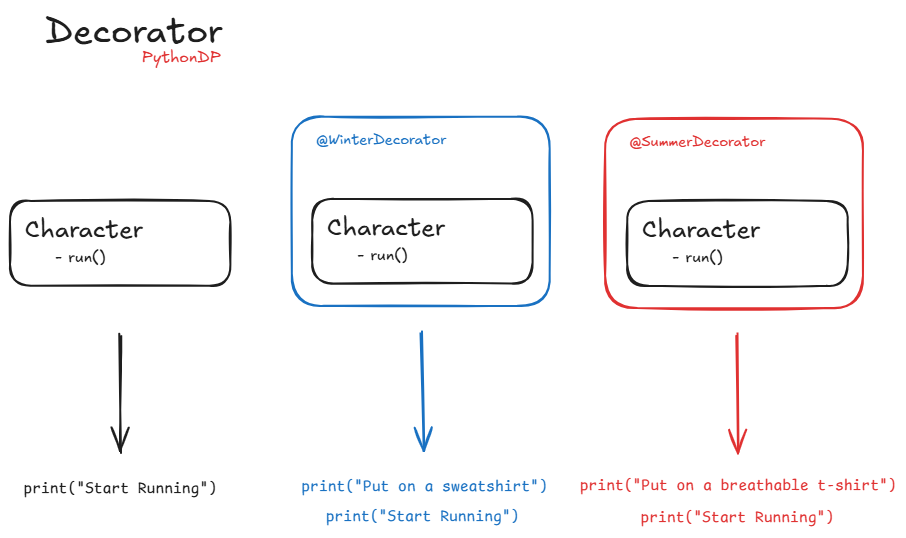 Decorator
PythonDP
Character
- run()
print("Start Running")
@WinterDecorator
Character
- run()
print("Put on a sweatshirt")
print("Start Running")
@SummerDecorator
Character
- run()
print("Put on a breathable t-shirt")
print("Start Running")